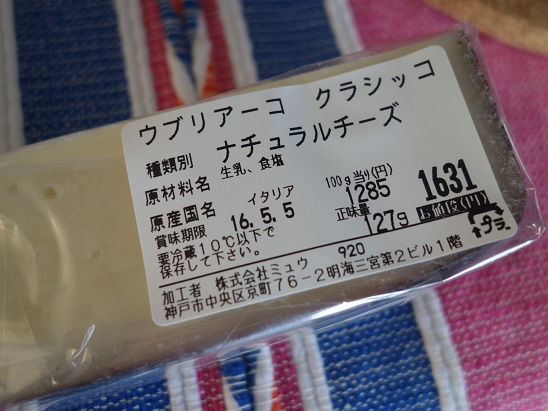 ウブリアーコ クラシッコ
種類別 ナチュラルチーズ
原材料名 生乳、食塩
原産国名 イタリア 100g当り(円) 1285 1631
賞味期限 16.5.5 正味量 127g お値段(円)
要冷蔵10℃以下で
保存して下さい。 プラ
920
加工者 株式会社ミュウ
神戸市中央区京町76-2明海三宮第2ビル1階